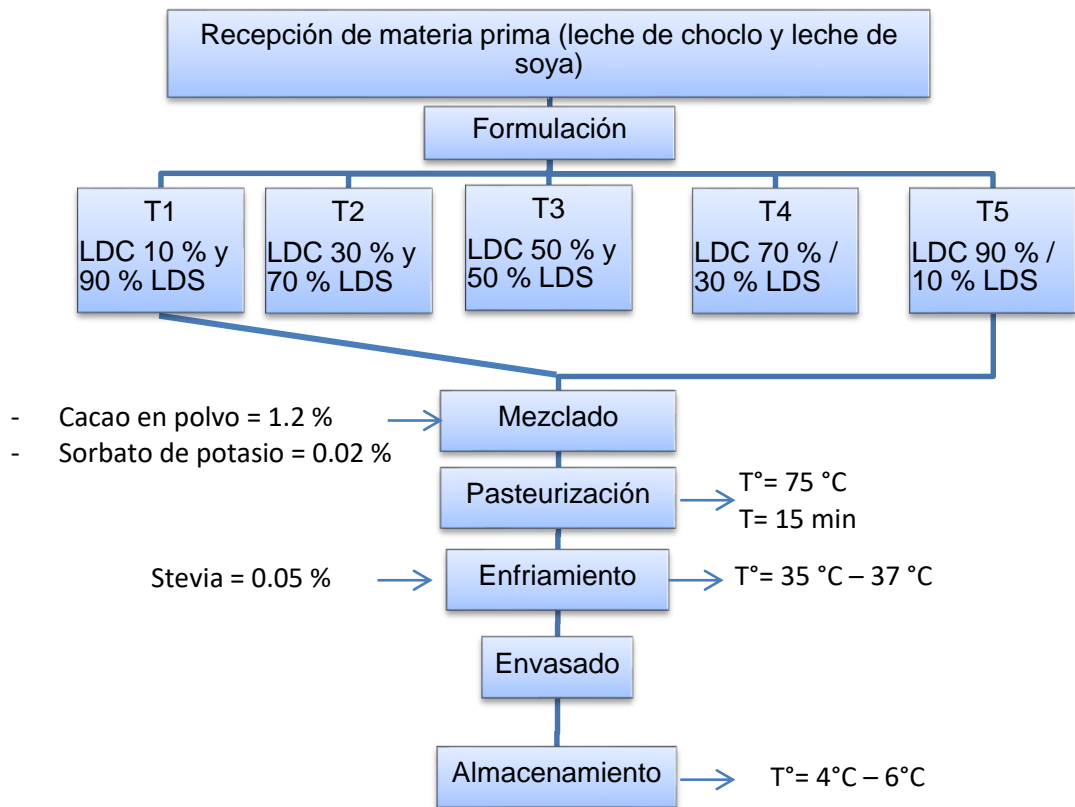 Recepción de materia prima (leche de choclo y leche de
soya)
Formulación
T1
LDC 10 % y
90 % LDS
T2
LDC 30 % y
70 % LDS
T3
LDC 50 % y
50 % LDS
T4
LDC 70 % /
30 % LDS
T5
LDC 90 % /
10 % LDS
- Cacao en polvo = 1.2 %
- Sorbato de potasio = 0.02 %
Mezclado
Pasteurización
T°= 75 °C
T= 15 min
Stevia = 0.05 %
Enfriamiento
T°= 35 °C – 37 °C
Envasado
Almacenamiento
T°= 4°C – 6°C